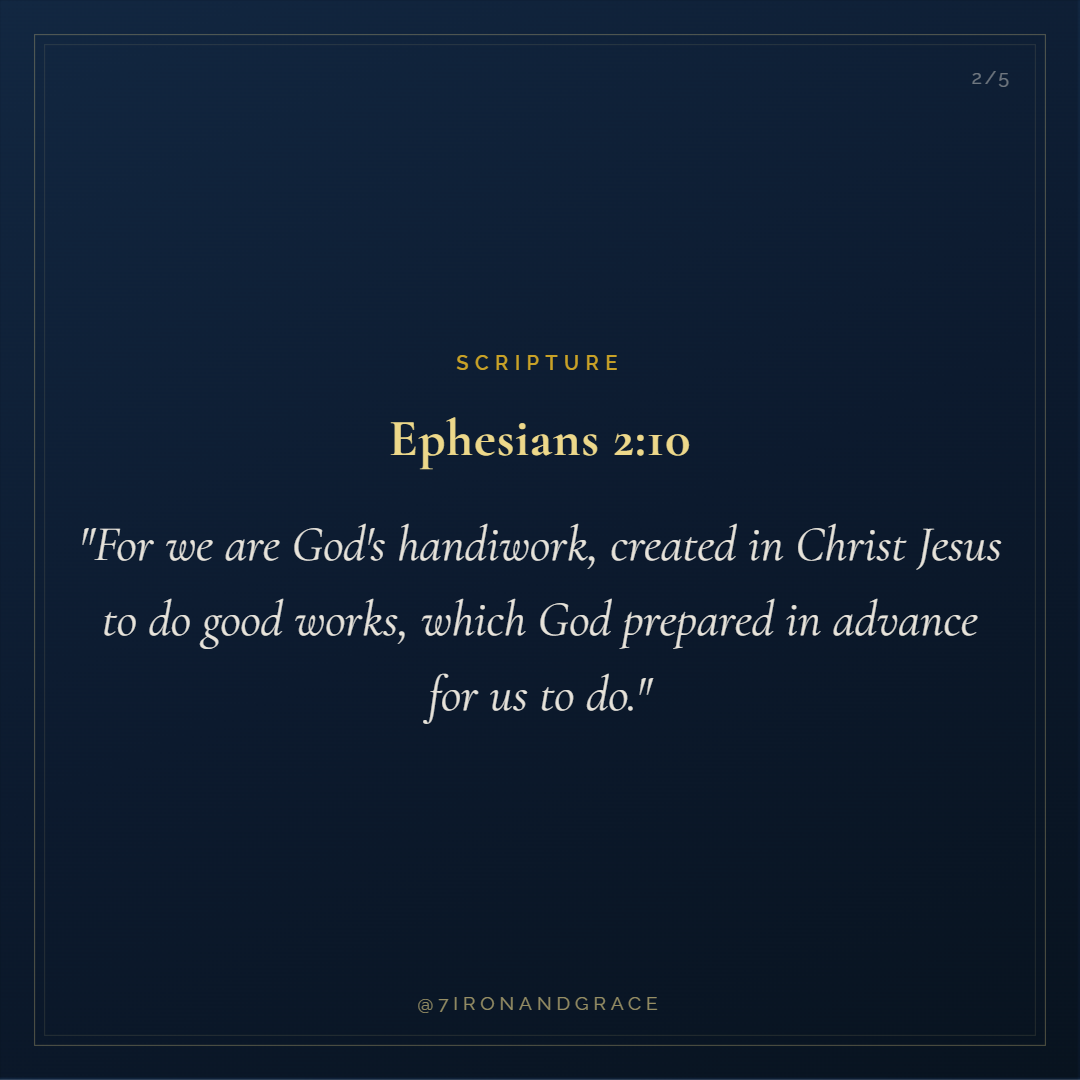 2/5
SCRIPTURE
Ephesians 2:10
"For we are God's handiwork, created in Christ Jesus
to do good works, which God prepared in advance
for us to do."
@7IRONANDGRACE